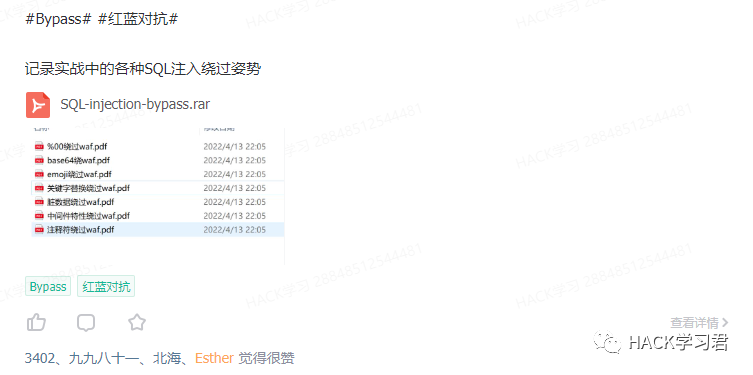 #Bypass# #红蓝对抗#
记录实战中的各种SQL注入绕过姿势
SQL-injection-bypass.rar
名称 修改日期
%00绕过waf.pdf 2022/4/13 22:05
base64绕waf.pdf 2022/4/13 22:05
emoji绕过waf.pdf 2022/4/13 22:05
关键字替换绕过waf.pdf 2022/4/13 22:05
脏数据绕过waf.pdf 2022/4/13 22:05
中间件特性绕过waf.pdf 2022/4/13 22:05
注释符绕过waf.pdf 2022/4/13 22:05
Bypass 红蓝对抗
查看详情
HACK学习君
3402、九九八十一、北海、Esther 觉得很赞
HACK学习 28848512544481